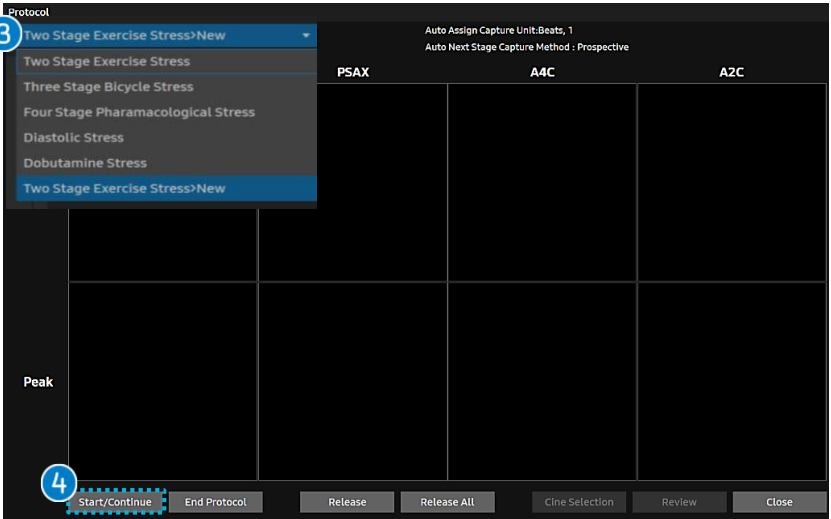 Protocol
3
Two Stage Exercise Stress>New
Auto Assign Capture Unit:Beats, 1
Auto Next Stage Capture Method : Prospective
Two Stage Exercise Stress
Three Stage Bicycle Stress
Four Stage Pharamacological Stress
Diastolic Stress
Dobutamine Stress
Two Stage Exercise Stress>New
PSAX A4C A2C
Peak
4
Start/Continue End Protocol Release Release All Cine Selection Review Close